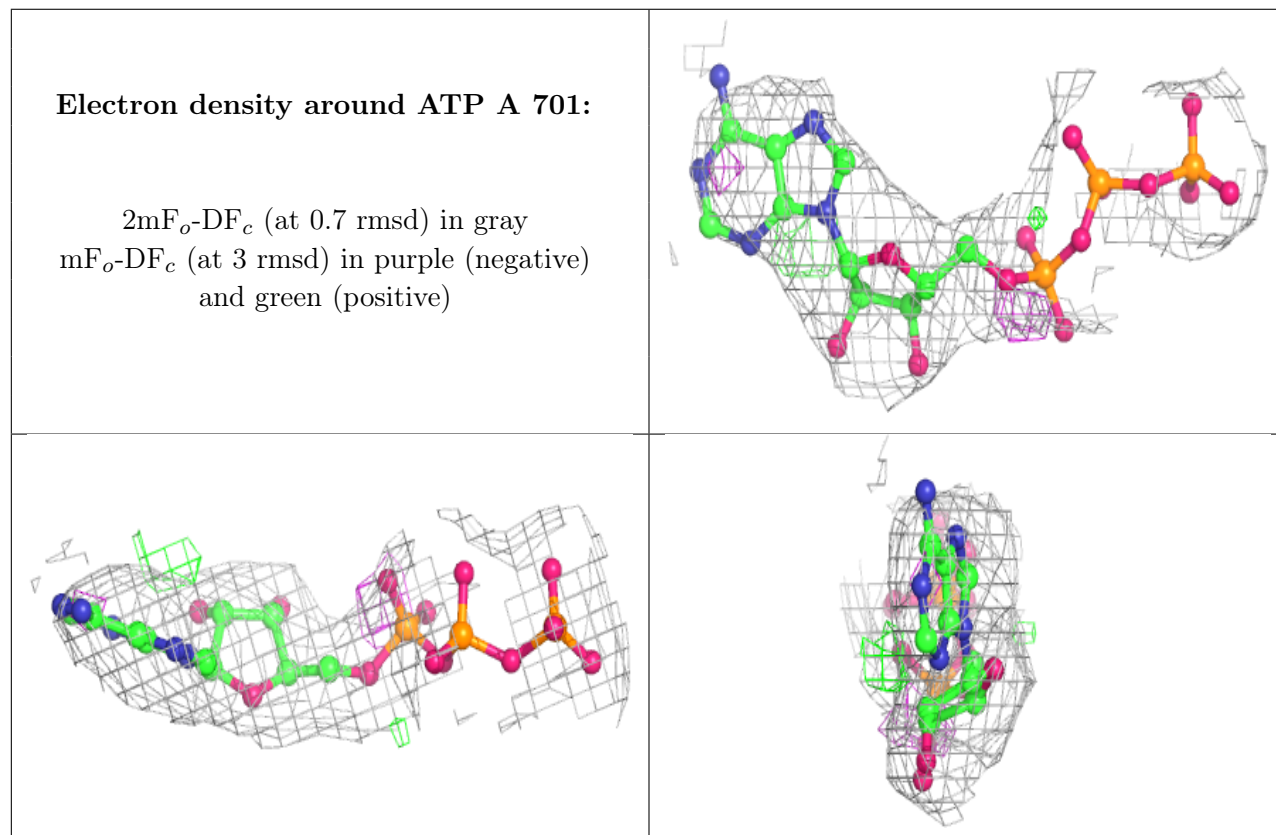 Electron density around ATP A 701:
2mFₒ-DF𝒸 (at 0.7 rmsd) in gray
mFₒ-DF𝒸 (at 3 rmsd) in purple (negative)
and green (positive)